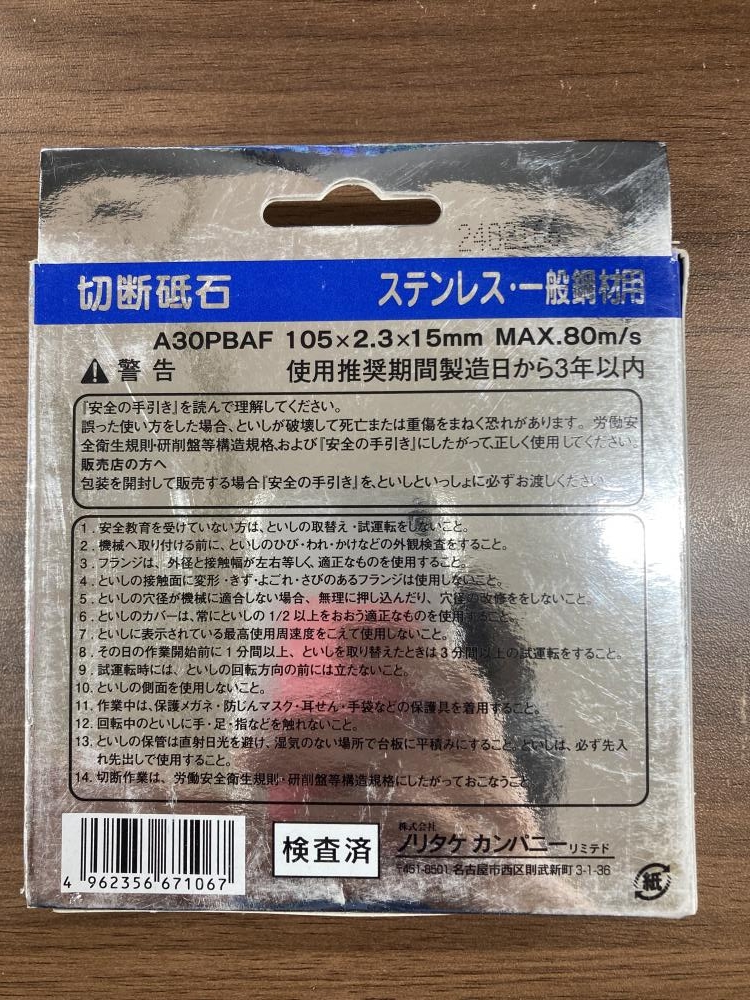 切断砥石 ステンレス・一般鋼材用
A30PBAF 105×2.3×15mm MAX.80m/s
警告 使用推奨期間製造日から3年以内
『安全の手引き』を読んで理解してください。
誤った使い方をした場合、といしが破壊して死亡または重傷をまねく恐れがあります。労働安
全衛生規則・研削盤等構造規格、および『安全の手引き』にしたがって、正しく使用してください。
販売店の方へ
包装を開封して販売する場合『安全の手引き』を、といしといっしょに必ずお渡しください。
1. 安全教育を受けていない方は、といしの取替え・試運転をしないこと。
2. 機械へ取り付ける前に、といしのひび・われ・かけなどの外観検査をすること。
3. フランジは、外径と接触幅が左右等しく、適正なものを使用すること。
4. といしの接触面に変形・きず・よごれ・さびのあるフランジは使用しないこと。
5. といしの穴径が機械に適合しない場合、無理に押し込んだり、穴径の改修ををしないこと。
6. といしのカバーは、常にといしの1/2以上をおおう適正なものを使用すること。
7. といしに表示されている最高使用周速度をこえて使用しないこと。
8. その日の作業開始前に1分間以上、といしを取り替えたときは3分間以上の試運転をすること。
9. 試運転時には、といしの回転方向の前には立たないこと。
10. といしの側面を使用しないこと。
11. 作業中は、保護メガネ・防じんマスク・耳せん・手袋などの保護具を着用すること。
12. 回転中のといしに手・足・指などを触れないこと。
13. といしの保管は直射日光を避け、湿気のない場所で台板に平積みにすること。といしは、必ず先入
れ先出しで使用すること。
14. 切断作業は、労働安全衛生規則・研削盤等構造規格にしたがっておこなうこと
検査済
株式会社
ノリタケ カンパニーリミテド
〒451-8501 名古屋市西区則武新町3-1-36
4 962356 671067
紙